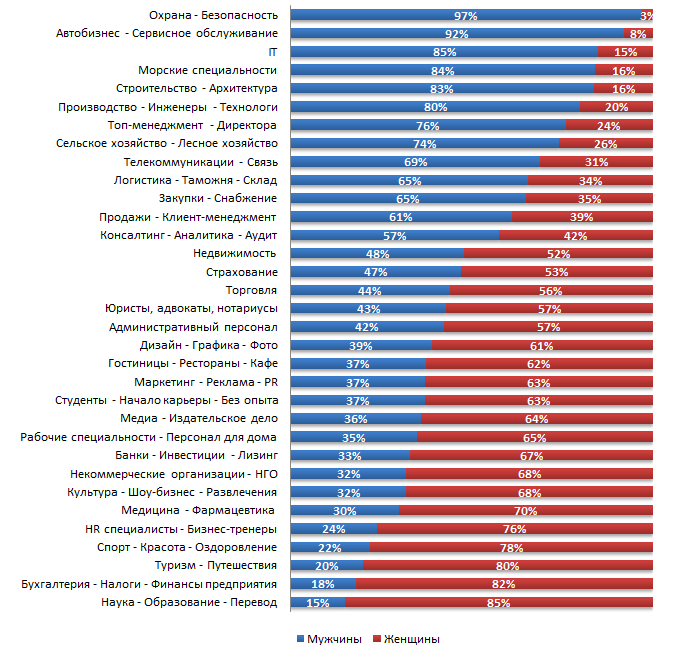 Охрана - Безопасность 97% 3%
Автобизнес - Сервисное обслуживание 92% 8%
IT 85% 15%
Морские специальности 84% 16%
Строительство - Архитектура 83% 16%
Производство - Инженеры - Технологи 80% 20%
Топ-менеджмент - Директора 76% 24%
Сельское хозяйство - Лесное хозяйство 74% 26%
Телекоммуникации - Связь 69% 31%
Логистика - Таможня - Склад 65% 34%
Закупки - Снабжение 65% 35%
Продажи - Клиент-менеджмент 61% 39%
Консалтинг - Аналитика - Аудит 57% 42%
Недвижимость 48% 52%
Страхование 47% 53%
Торговля 44% 56%
Юристы, адвокаты, нотариусы 43% 57%
Административный персонал 42% 57%
Дизайн - Графика - Фото 39% 61%
Гостиницы - Рестораны - Кафе 37% 62%
Маркетинг - Реклама - PR 37% 63%
Студенты - Начало карьеры - Без опыта 37% 63%
Медиа - Издательское дело 36% 64%
Рабочие специальности - Персонал для дома 35% 65%
Банки - Инвестиции - Лизинг 33% 67%
Некоммерческие организации - НГО 32% 68%
Культура - Шоу-бизнес - Развлечения 32% 68%
Медицина - Фармацевтика 30% 70%
HR специалисты - Бизнес-тренеры 24% 76%
Спорт - Красота - Оздоровление 22% 78%
Туризм - Путешествия 20% 80%
Бухгалтерия - Налоги - Финансы предприятия 18% 82%
Наука - Образование - Перевод 15% 85%
Мужчины Женщины